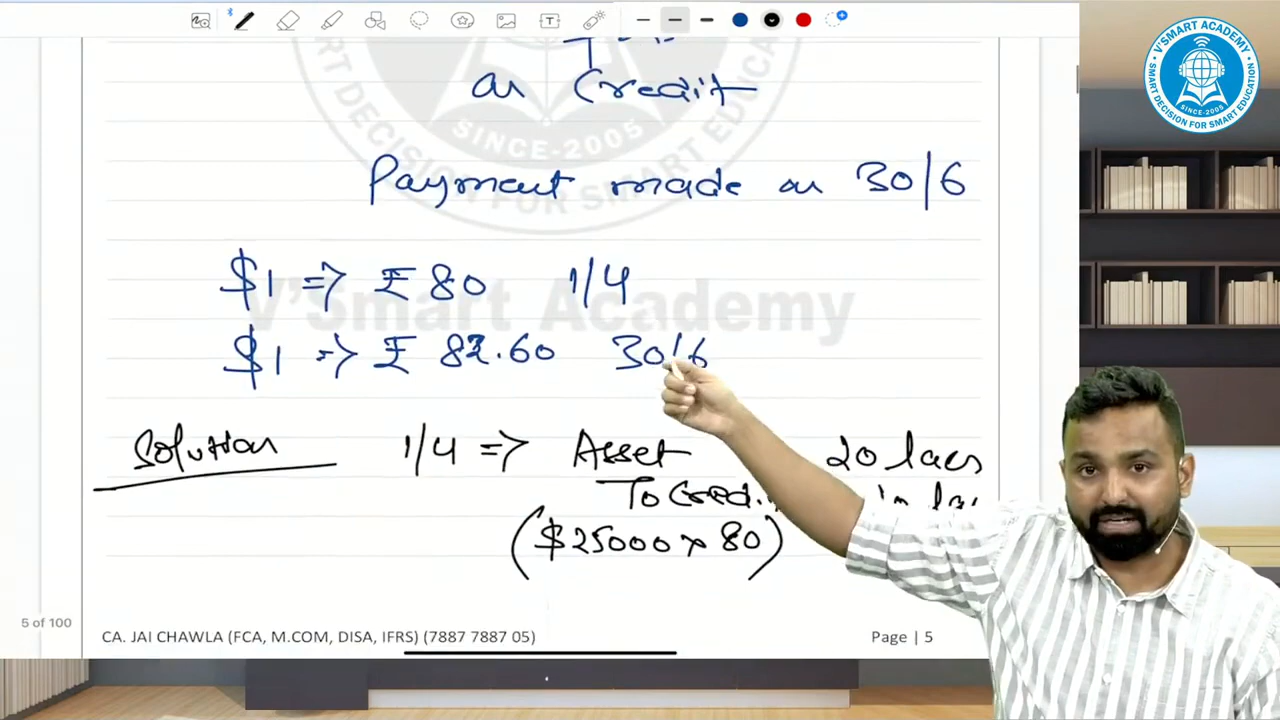 V'SMART ACADEMY
SMART DECISION FOR SMART EDUCATION
SINCE-2005
on Credit
SINCE-2005
Payment made on 30/6
$1 => ₹ 80 1/4
$1 => ₹ 82.60 30/6
V'Smart Academy
Solution 1/4 => Asset 20 lacs
To Cred.
($25000 × 80)
5 of 100
CA. JAI CHAWLA (FCA, M.COM, DISA, IFRS) (7887 7887 05)
Page | 5